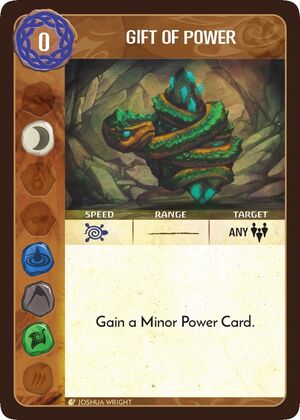 0
GIFT OF POWER
SPEED RANGE TARGET
ANY
Gain a Minor Power Card.
JOSHUA WRIGHT